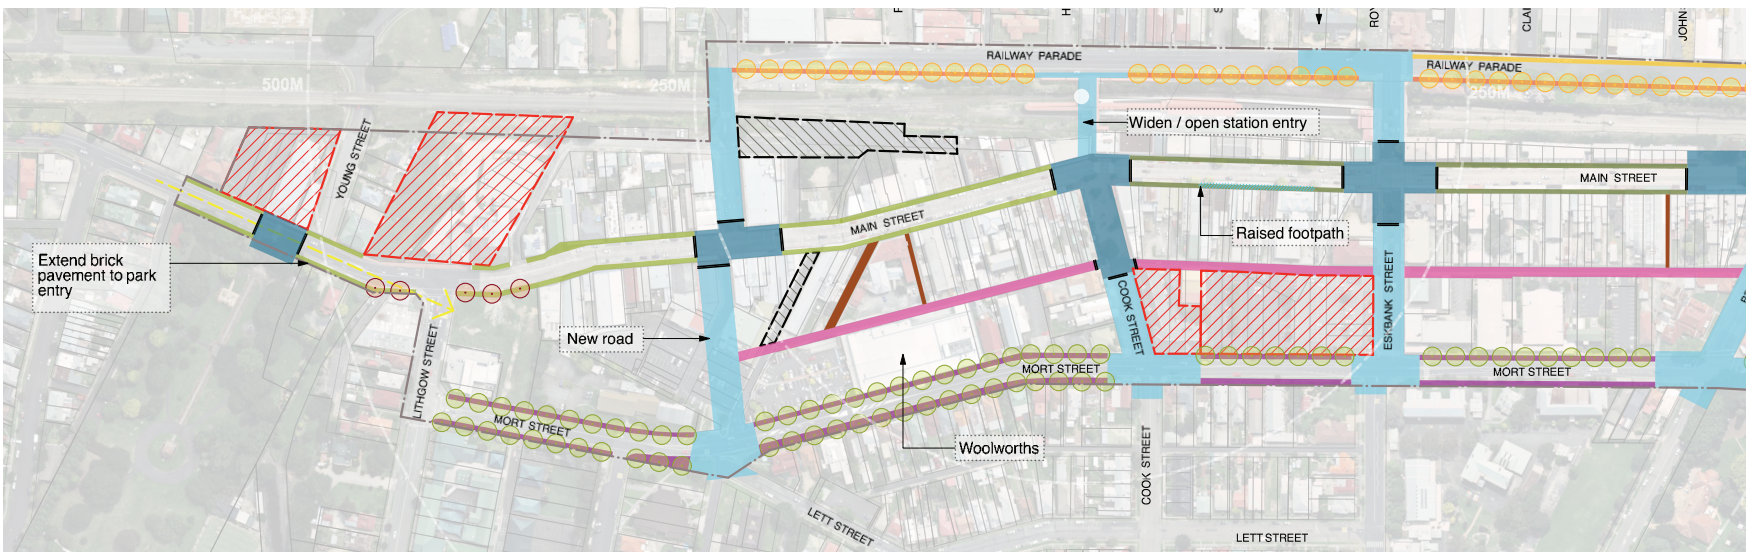 RAILWAY PARADE
RAILWAY PARADE
500M
250M
250M
JOHN
Widen / open station entry
YOUNG STREET
MAIN STREET
MAIN STREET
Raised footpath
Extend brick
pavement to park
entry
New road
COOK STREET
ESKBANK STREET
LITHGOW STREET
MORT STREET
MORT STREET
MORT STREET
Woolworths
COOK STREET
LETT STREET
LETT STREET